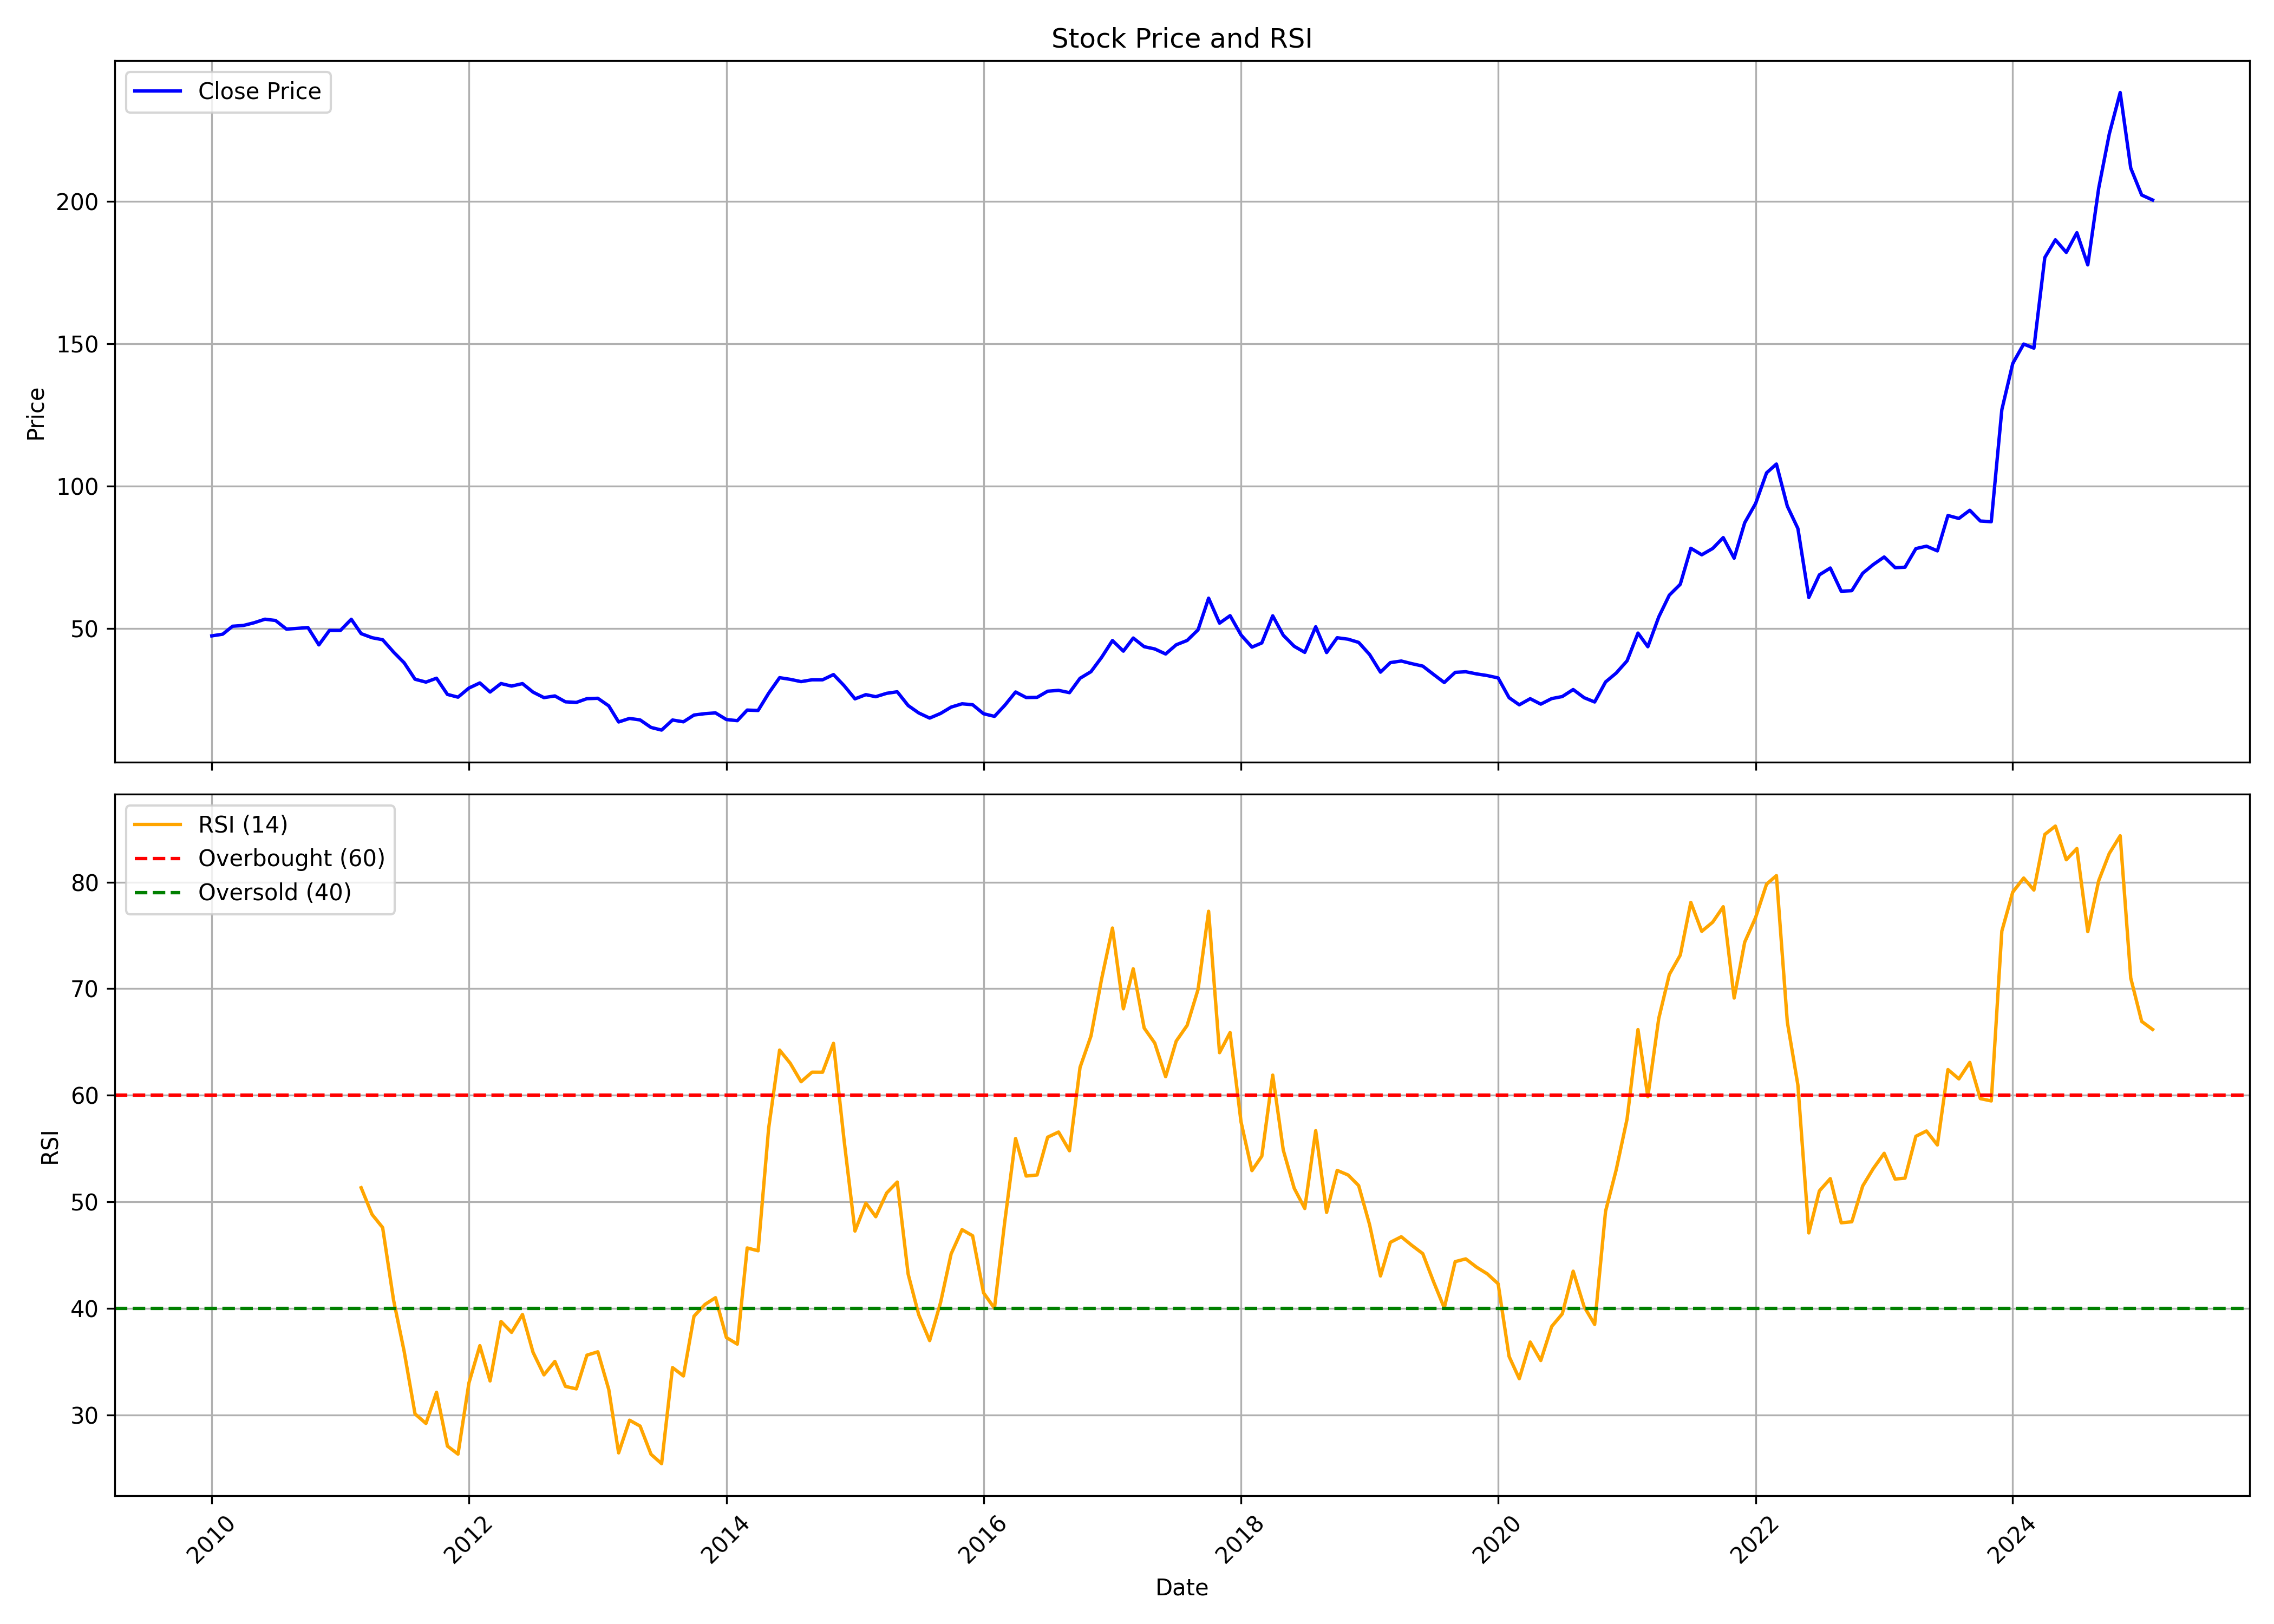 Stock Price and RSI
Close Price
Price
200
150
100
50
RSI (14)
Overbought (60)
Oversold (40)
RSI
80
70
60
50
40
30
2010
2012
2014
2016
2018
2020
2022
2024
Date